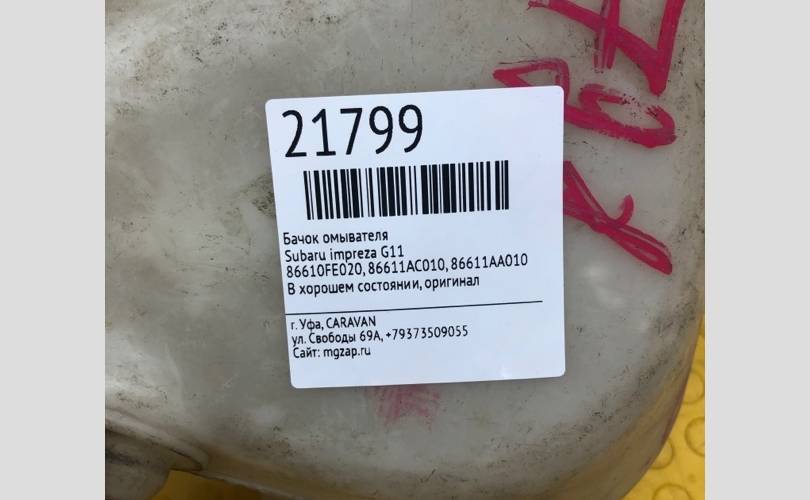 21799
Бачок омывателя
Subaru impreza G11
86610FE020, 86611AC010, 86611AA010
В хорошем состоянии, оригинал
г. Уфа, CARAVAN
ул. Свободы 69А, +79373509055
Сайт: mgzap.ru